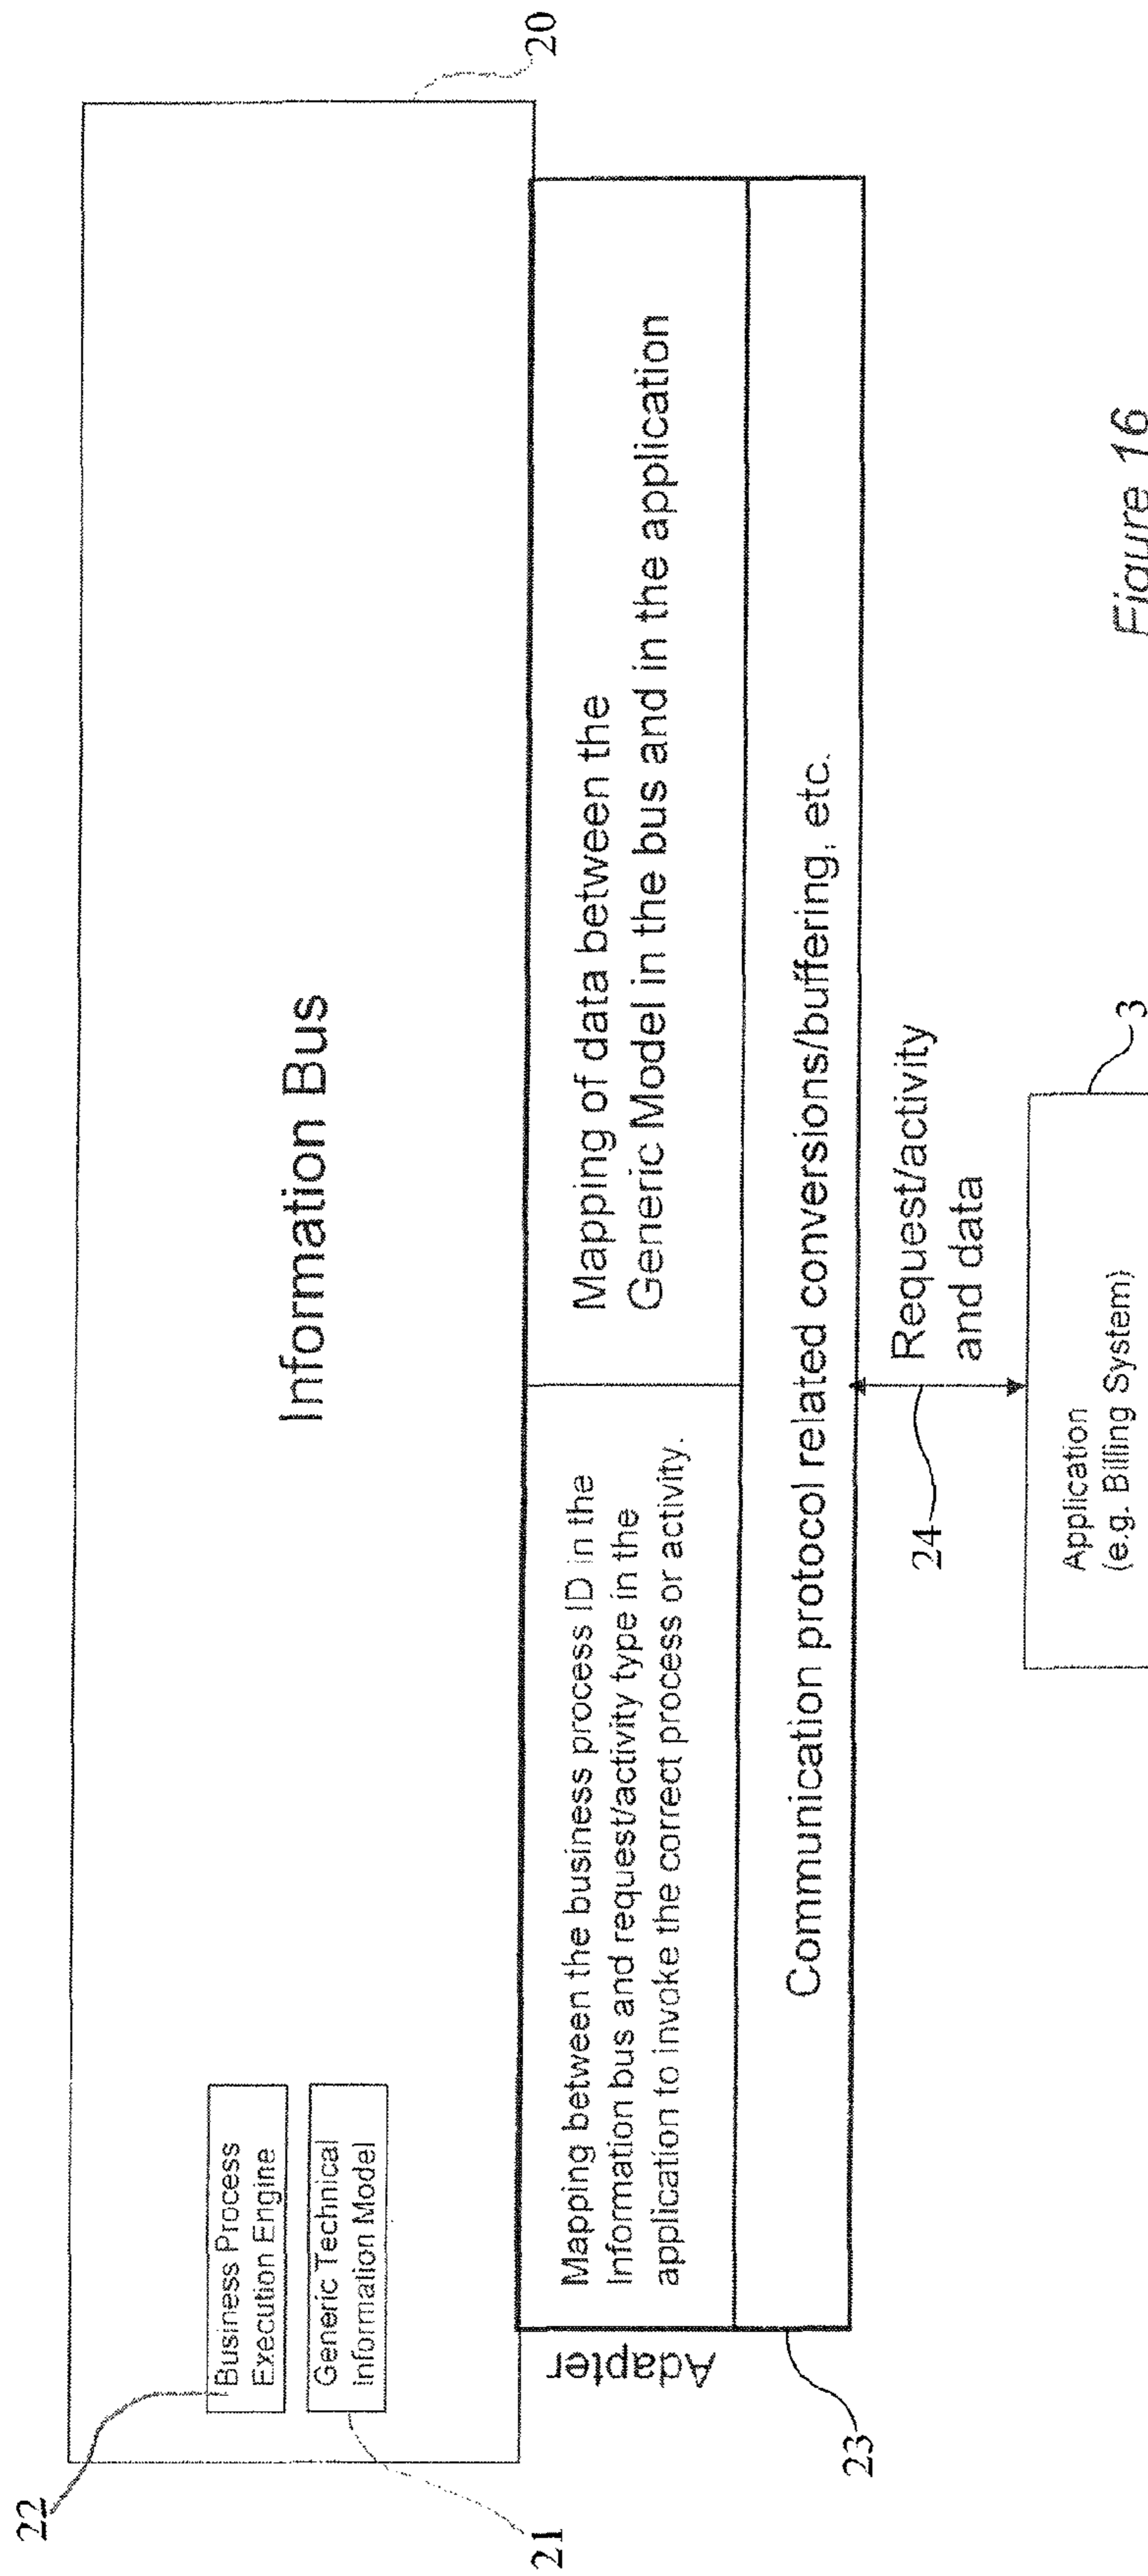 20
Information Bus
22
Business Process
Execution Engine
21
Generic Technical
Information Model
Adapter
Mapping between the business process ID in the
Information bus and request/activity type in the
application to invoke the correct process or activity.
Mapping of data between the
Generic Model in the bus and in the application
Communication protocol related conversions/buffering, etc.
23
24
Request/activity
and data
3
Application
(e.g. Billing System)
Figure 16